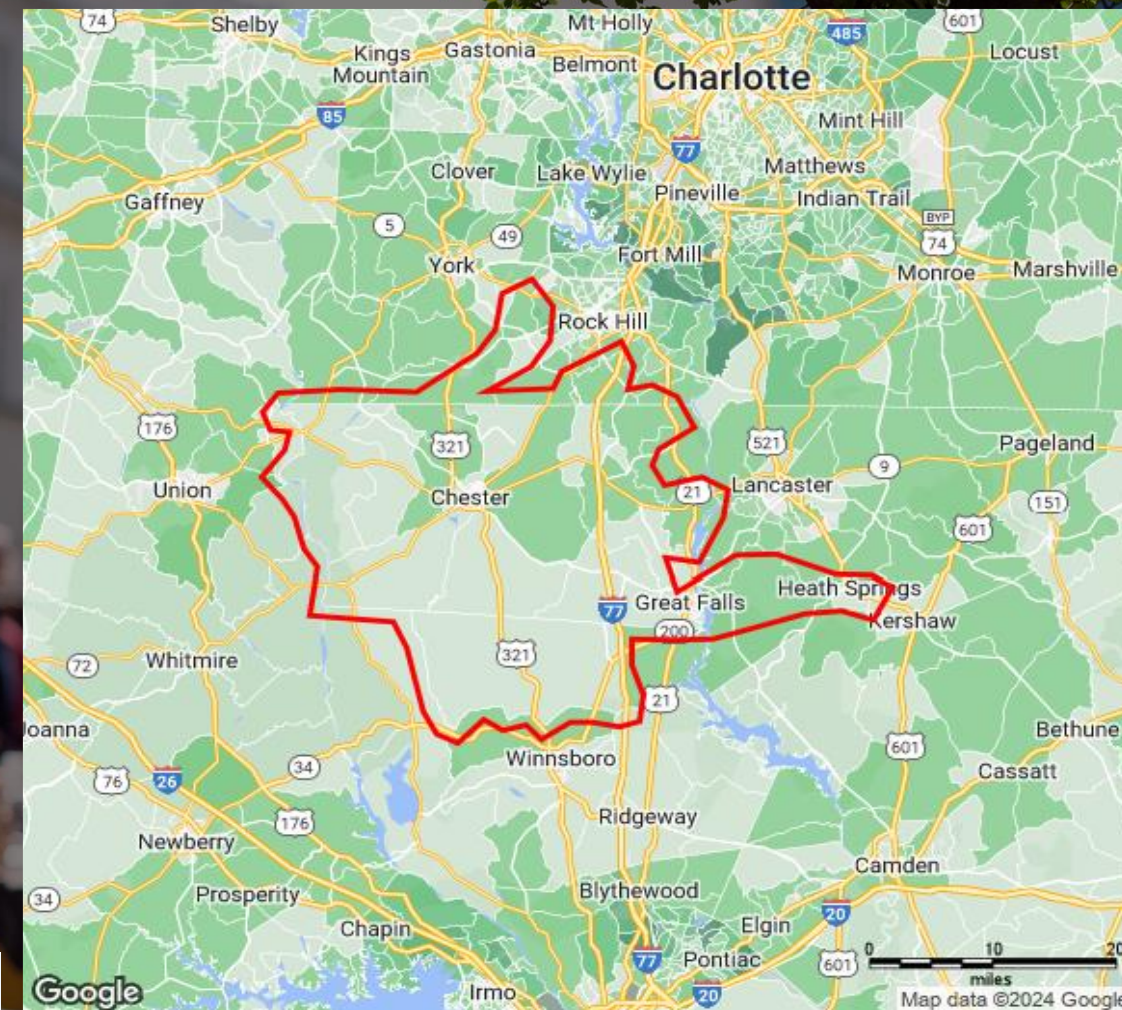 74
Shelby
Mt Holly
601
485
Kings
Mountain
Gastonia
Belmont
Locust
Charlotte
85
Mint Hill
77
Clover
Lake Wylie
Matthews
Pineville
Indian Trail
Gaffney
5
49
BYP
74
York
Fort Mill
Monroe
Marshville
Rock Hill
176
321
521
Pageland
9
Union
Chester
21
Lancaster
151
601
Heath Springs
77
Great Falls
Kershaw
200
72
Whitmire
321
21
Joanna
601
Bethune
Winnsboro
34
76
26
Cassatt
176
Ridgeway
Newberry
Camden
34
Prosperity
Blythewood
20
Chapin
Elgin
77
Pontiac
601
0 10 20
miles
Google
Irmo
20
Map data ©2024 Google